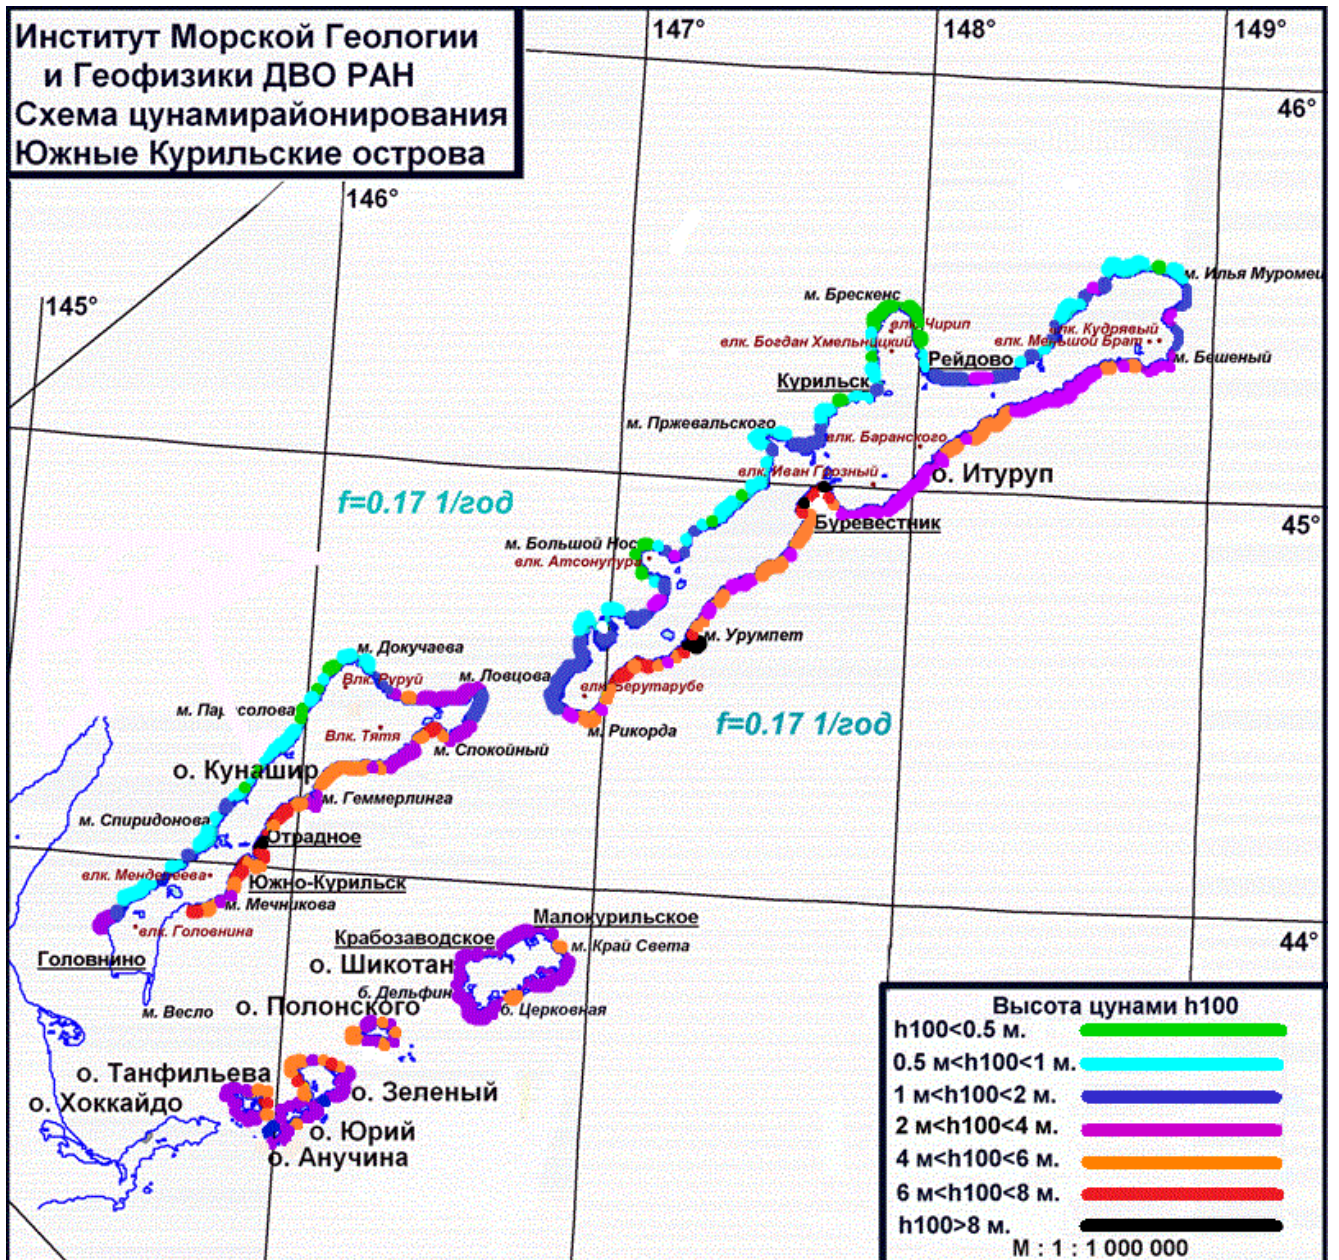 Институт Морской Геологии
и Геофизики ДВО РАН
Схема цунамирайонирования
Южные Курильские острова
147°
148°
149°
46°
146°
145°
м. Илья Муромец
м. Брескенс
влк. Чирип
влк. Богдан Хмельницкий
влк. Кудрявый
влк. Меньшой Брат
Рейдово
м. Бешеный
Курильск
м. Пржевальского
влк. Баранского
влк. Иван Грозный
о. Итуруп
f=0.17 1/год
Буревестник
45°
м. Большой Нос
влк. Атсонупура
м. Урумпет
м. Докучаева
Влк. Руруй
м. Ловцова
влк. Берутарубе
м. Рикорда
f=0.17 1/год
Влк. Тятя
м. Спокойный
о. Кунашир
м. Геммерлинга
м. Спиридонова
Отрадное
влк. Менделеева
Южно-Курильск
м. Мечникова
влк. Головнина
Малокурильское
Крабозаводское
м. Край Света
44°
Головнино
о. Шикотан
б. Дельфин
б. Церковная
м. Весло
о. Полонского
о. Танфильева
о. Зеленый
о. Хоккайдо
о. Юрий
о. Анучина
Высота цунами h100
h100<0.5 м.
0.5 м<h100<1 м.
1 м<h100<2 м.
2 м<h100<4 м.
4 м<h100<6 м.
6 м<h100<8 м.
h100>8 м.
М : 1 : 1 000 000